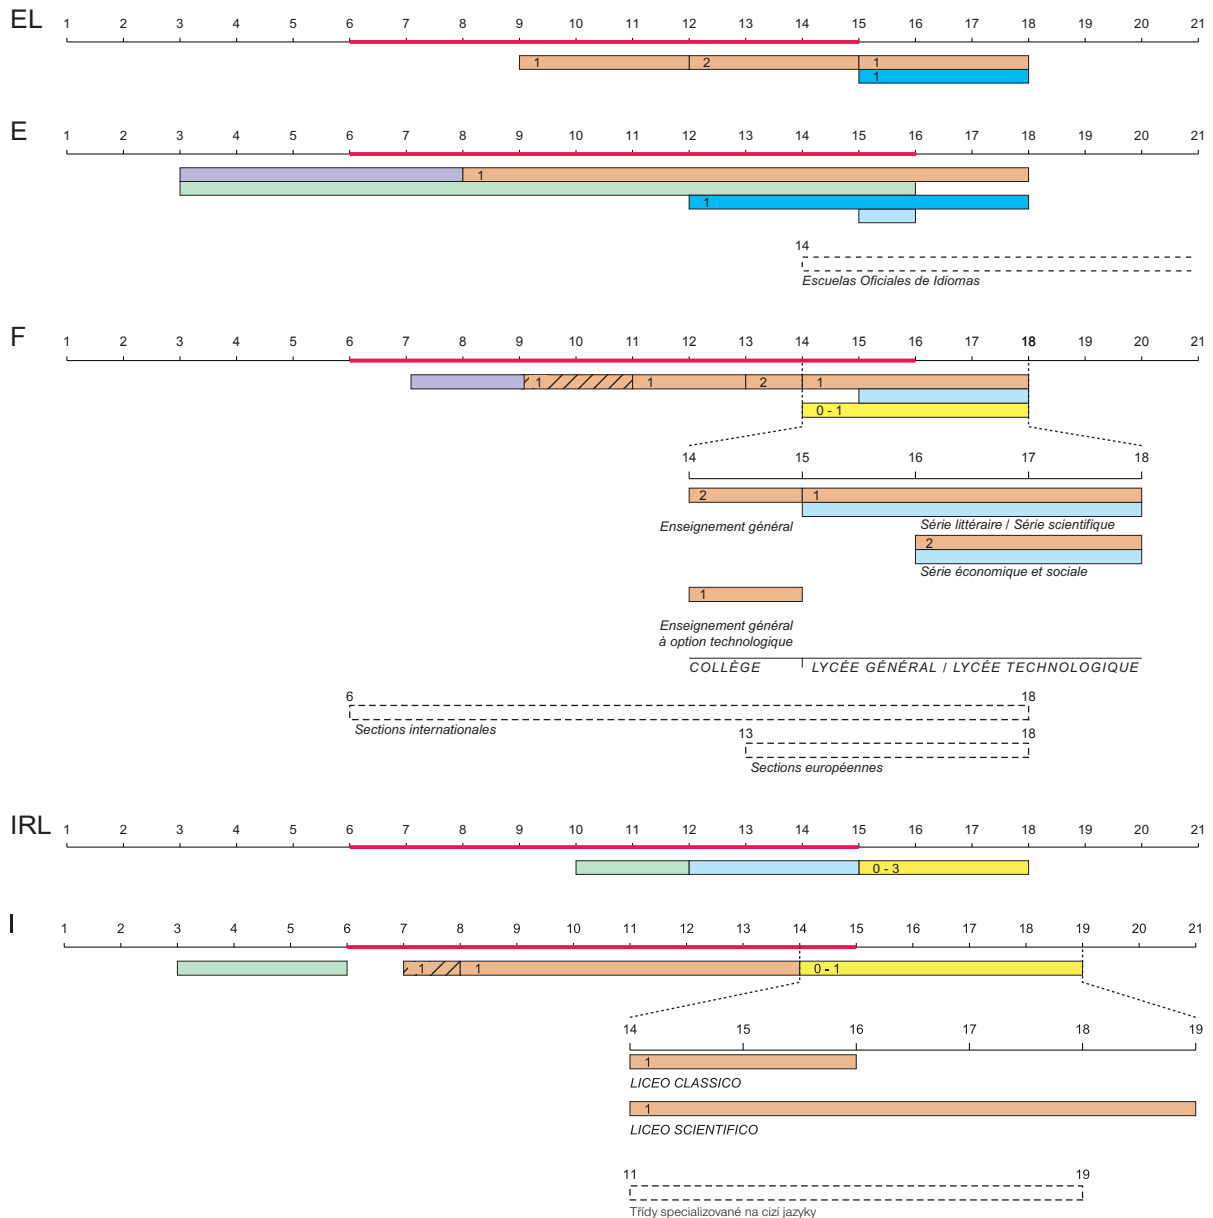 EL
1 2 3 4 5 6 7 8 9 10 11 12 13 14 15 16 17 18 19 20 21
1 2 1
1
E
1 2 3 4 5 6 7 8 9 10 11 12 13 14 15 16 17 18 19 20 21
1
1
14
Escuelas Oficiales de Idiomas
F
1 2 3 4 5 6 7 8 9 10 11 12 13 14 15 16 17 18 19 20 21
1 1 2 1
0 - 1
14 15 16 17 18
2 1
Enseignement général Série littéraire / Série scientifique
2
Série économique et sociale
1
Enseignement général
à option technologique
COLLÈGE LYCÉE GÉNÉRAL / LYCÉE TECHNOLOGIQUE
6 18
Sections internationales
13 18
Sections européennes
IRL
1 2 3 4 5 6 7 8 9 10 11 12 13 14 15 16 17 18 19 20 21
0 - 3
I
1 2 3 4 5 6 7 8 9 10 11 12 13 14 15 16 17 18 19 20 21
1 1 0 - 1
14 15 16 17 18 19
1
LICEO CLASSICO
1
LICEO SCIENTIFICO
11 19
Třídy specializované na cizí jazyky